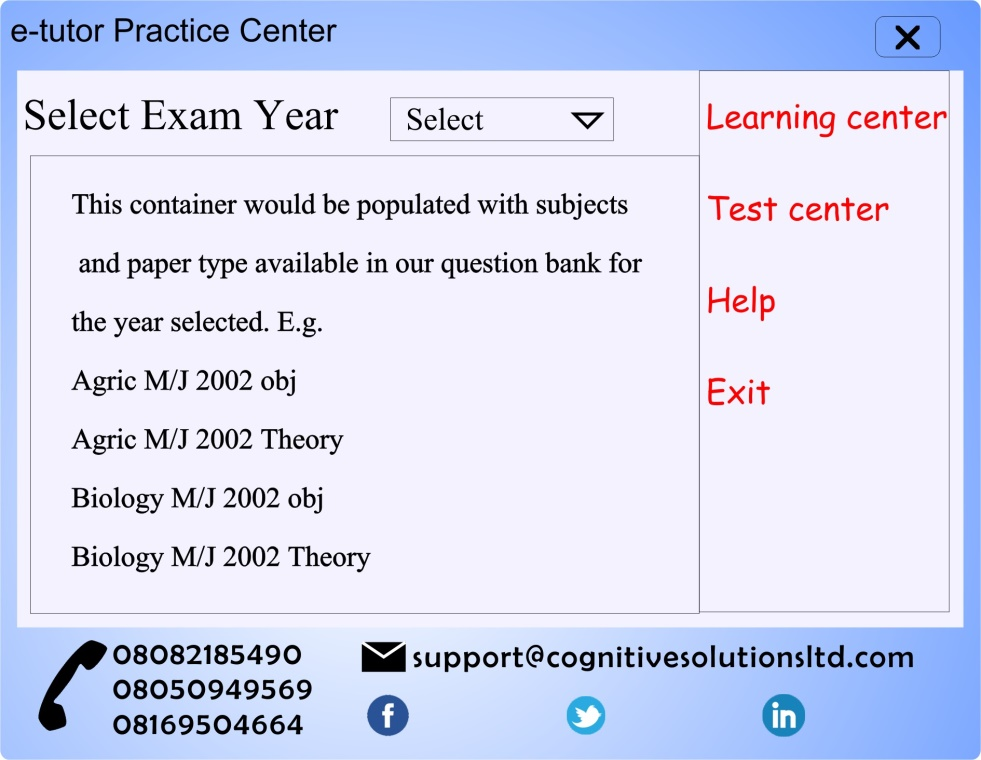 e-tutor Practice Center
Select Exam Year
Select
This container would be populated with subjects
and paper type available in our question bank for
the year selected. E.g.
Agric M/J 2002 obj
Agric M/J 2002 Theory
Biology M/J 2002 obj
Biology M/J 2002 Theory
Learning center
Test center
Help
Exit
08082185490
08050949569
08169504664
support@cognitivesolutionsltd.com
f
in